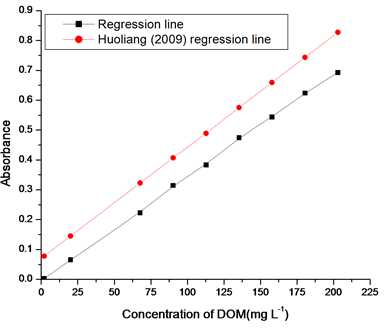 Regression line
Huoliang (2009) regression line
0.9
0.8
0.7
0.6
0.5
0.4
0.3
0.2
0.1
0.0
Absorbance
0 25 50 75 100 125 150 175 200 225
Concentration of DOM(mg L⁻¹)